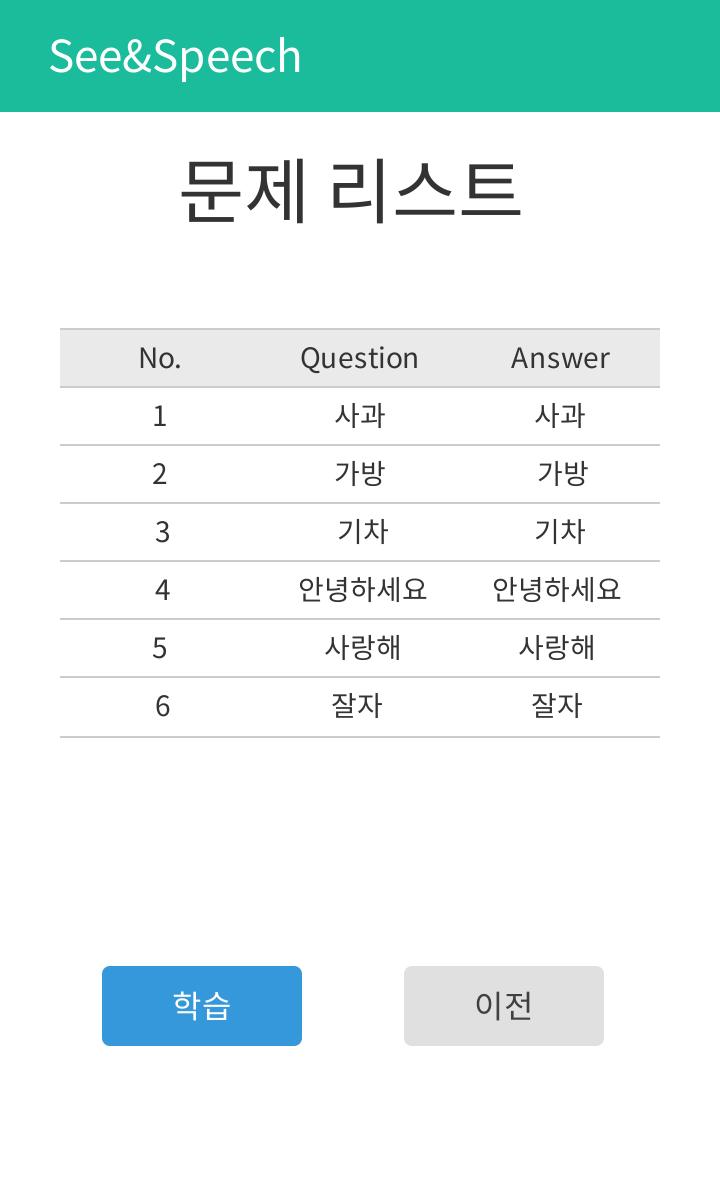 See&Speech
문제 리스트
No. Question Answer
1 사과 사과
2 가방 가방
3 기차 기차
4 안녕하세요 안녕하세요
5 사랑해 사랑해
6 잘자 잘자
학습 이전